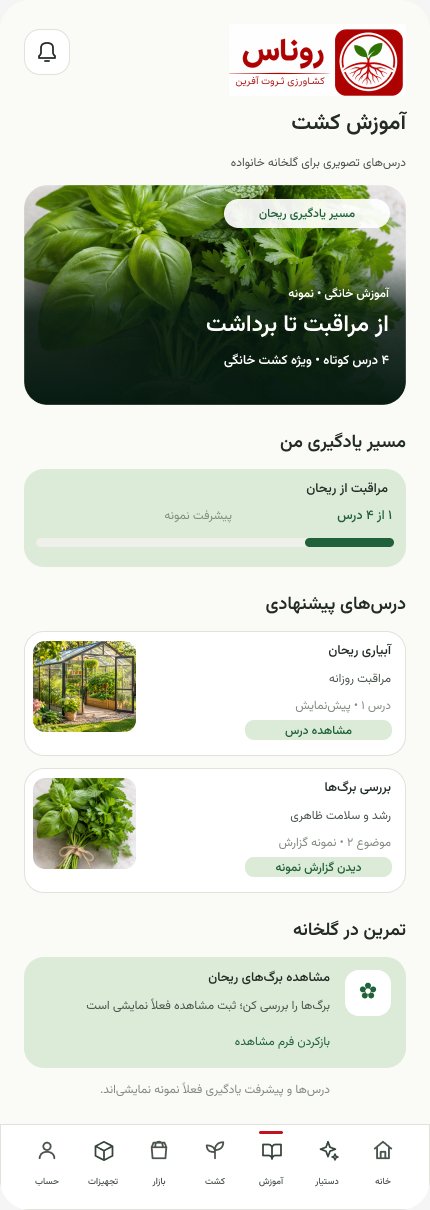 روناس
کشاورزی ثروت آفرین
آموزش کشت
درس‌های تصویری برای گلخانه خانواده
مسیر یادگیری ریحان
آموزش خانگی • نمونه
از مراقبت تا برداشت
۴ درس کوتاه • ویژه کشت خانگی
مسیر یادگیری من
مراقبت از ریحان
۱ از ۴ درس
پیشرفت نمونه
درس‌های پیشنهادی
آبیاری ریحان
مراقبت روزانه
درس ۱ • پیش‌نمایش
مشاهده درس
بررسی برگ‌ها
رشد و سلامت ظاهری
موضوع ۲ • نمونه گزارش
دیدن گزارش نمونه
تمرین در گلخانه
مشاهده برگ‌های ریحان
برگ‌ها را بررسی کن؛ ثبت مشاهده فعلاً نمایشی است
بازکردن فرم مشاهده
درس‌ها و پیشرفت یادگیری فعلاً نمونه نمایشی‌اند.
خانه
دستیار
آموزش
کشت
بازار
تجهیزات
حساب